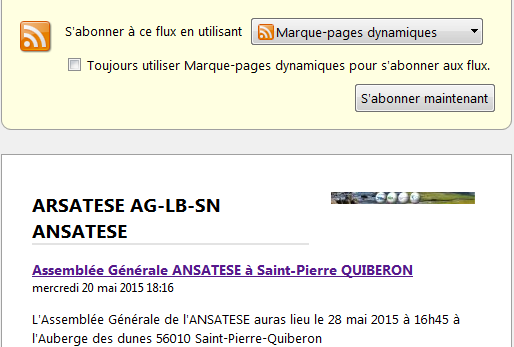 S'abonner à ce flux en utilisant Marque-pages dynamiques
Toujours utiliser Marque-pages dynamiques pour s'abonner aux flux.
S'abonner maintenant
ARSATESE AG-LB-SN
ANSATESE
Assemblée Générale ANSATESE à Saint-Pierre QUIBERON
mercredi 20 mai 2015 18:16
L'Assemblée Générale de l'ANSATESE auras lieu le 28 mai 2015 à 16h45 à
l'Auberge des dunes 56010 Saint-Pierre-Quiberon